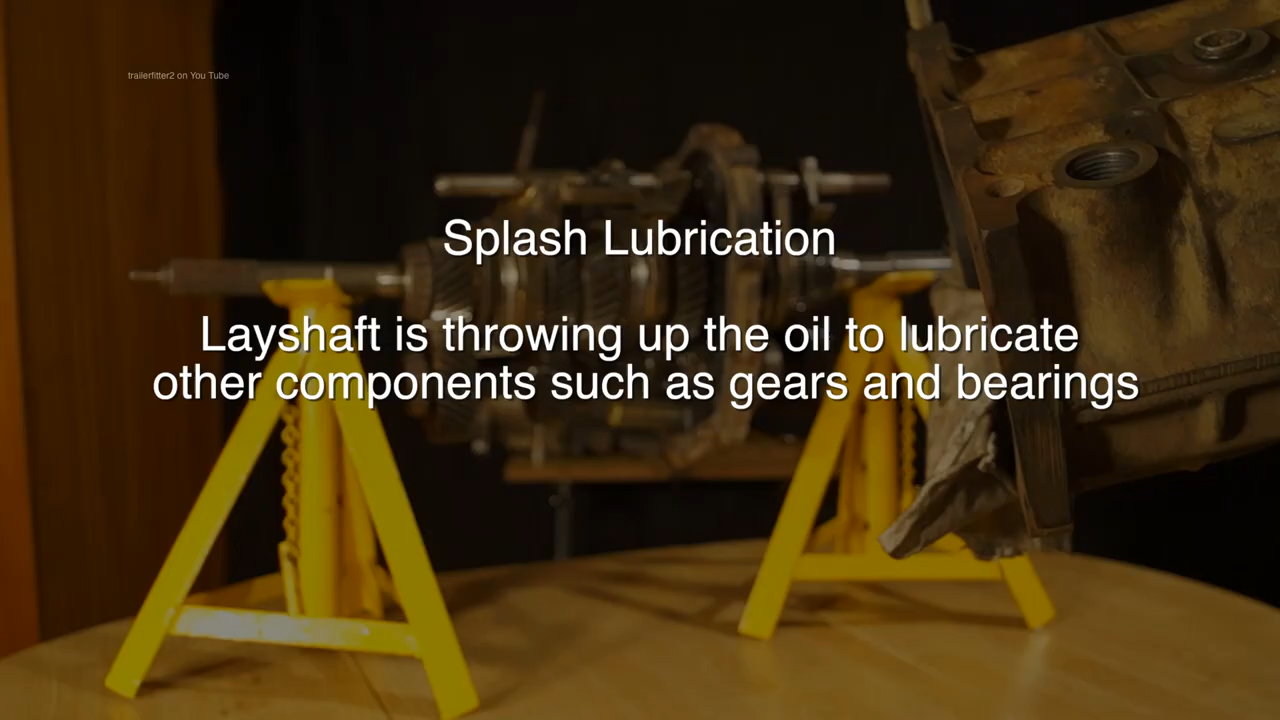 trailerfitter2 on You Tube
Splash Lubrication
Layshaft is throwing up the oil to lubricate
other components such as gears and bearings